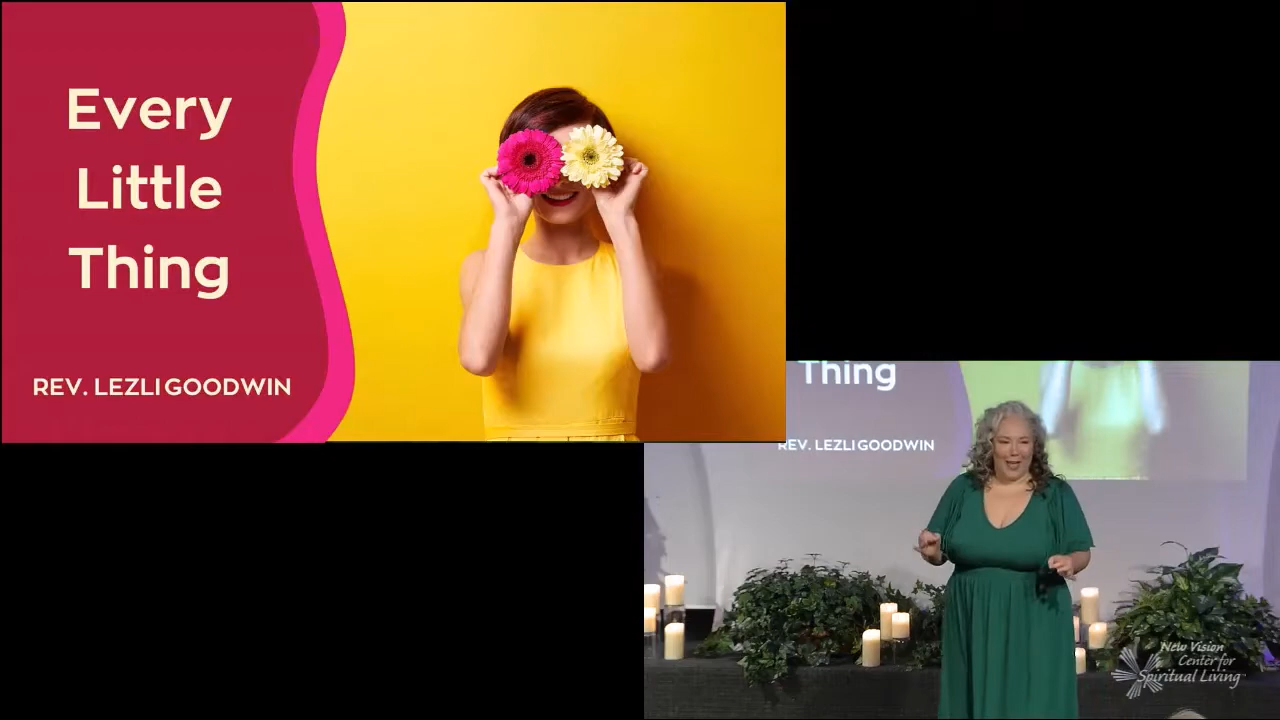 Every
Little
Thing
REV. LEZLI GOODWIN
Thing
REV. LEZLI GOODWIN
New Vision
Center for
Spiritual Living